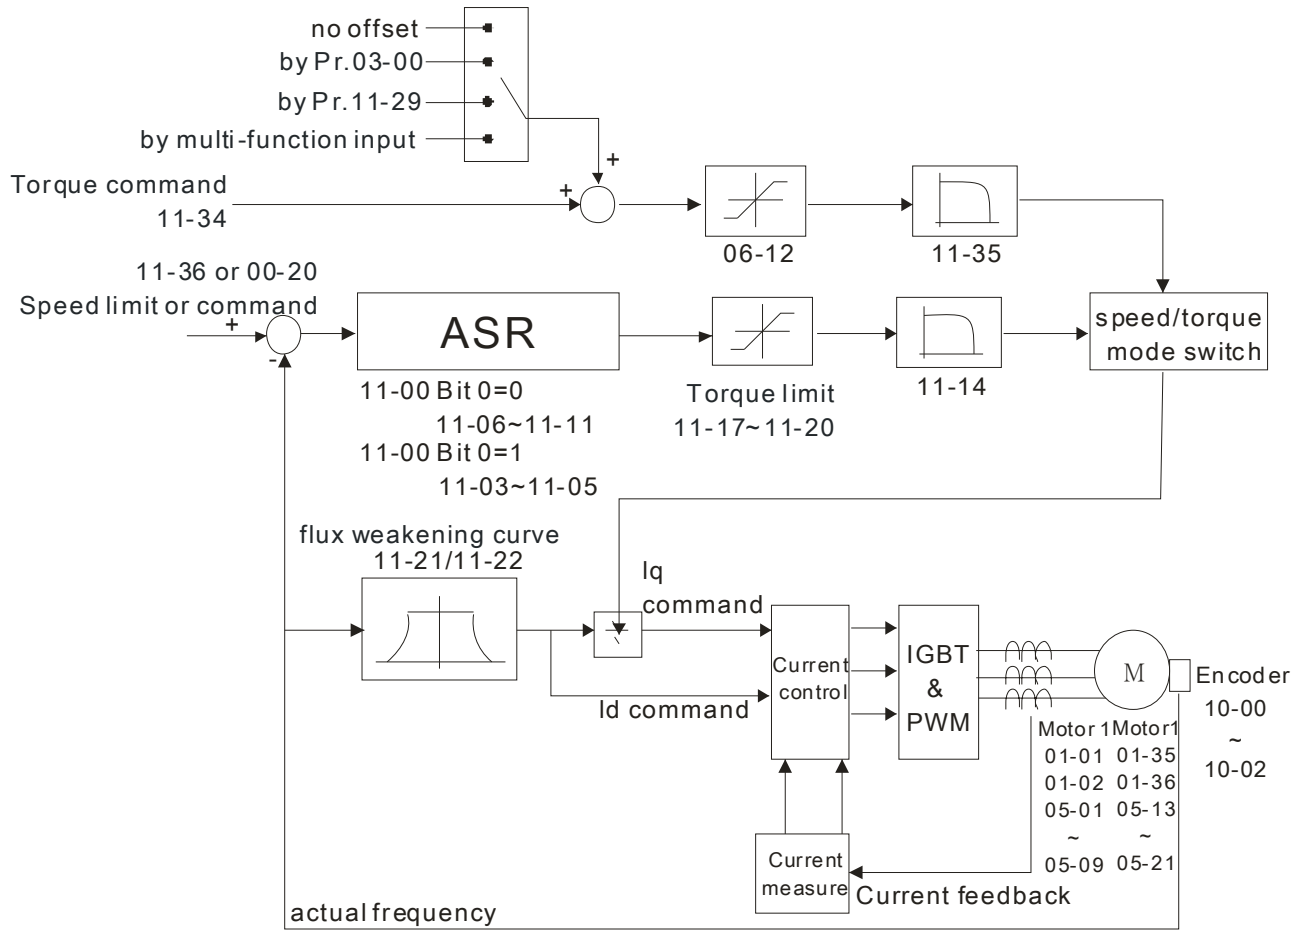 no offset
by Pr.03-00
by Pr.11-29
by multi-function input
+
+
Torque command
11-34
06-12
11-35
11-36 or 00-20
Speed limit or command
+
-
ASR
speed/torque
mode switch
11-00 Bit 0=0
11-06~11-11
11-00 Bit 0=1
11-03~11-05
Torque limit
11-17~11-20
11-14
flux weakening curve
11-21/11-22
Iq
command
Id command
Current
control
IGBT
&
PWM
M
Encoder
10-00
~
10-02
Motor 1 Motor1
01-01 01-35
01-02 01-36
05-01 05-13
~ ~
05-09 05-21
Current
measure
Current feedback
actual frequency